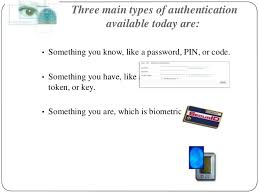 Three main types of authentication
available today are:
• Something you know, like a password, PIN, or code.
• Something you have, like
token, or key.
• Something you are, which is biometric
SecurID